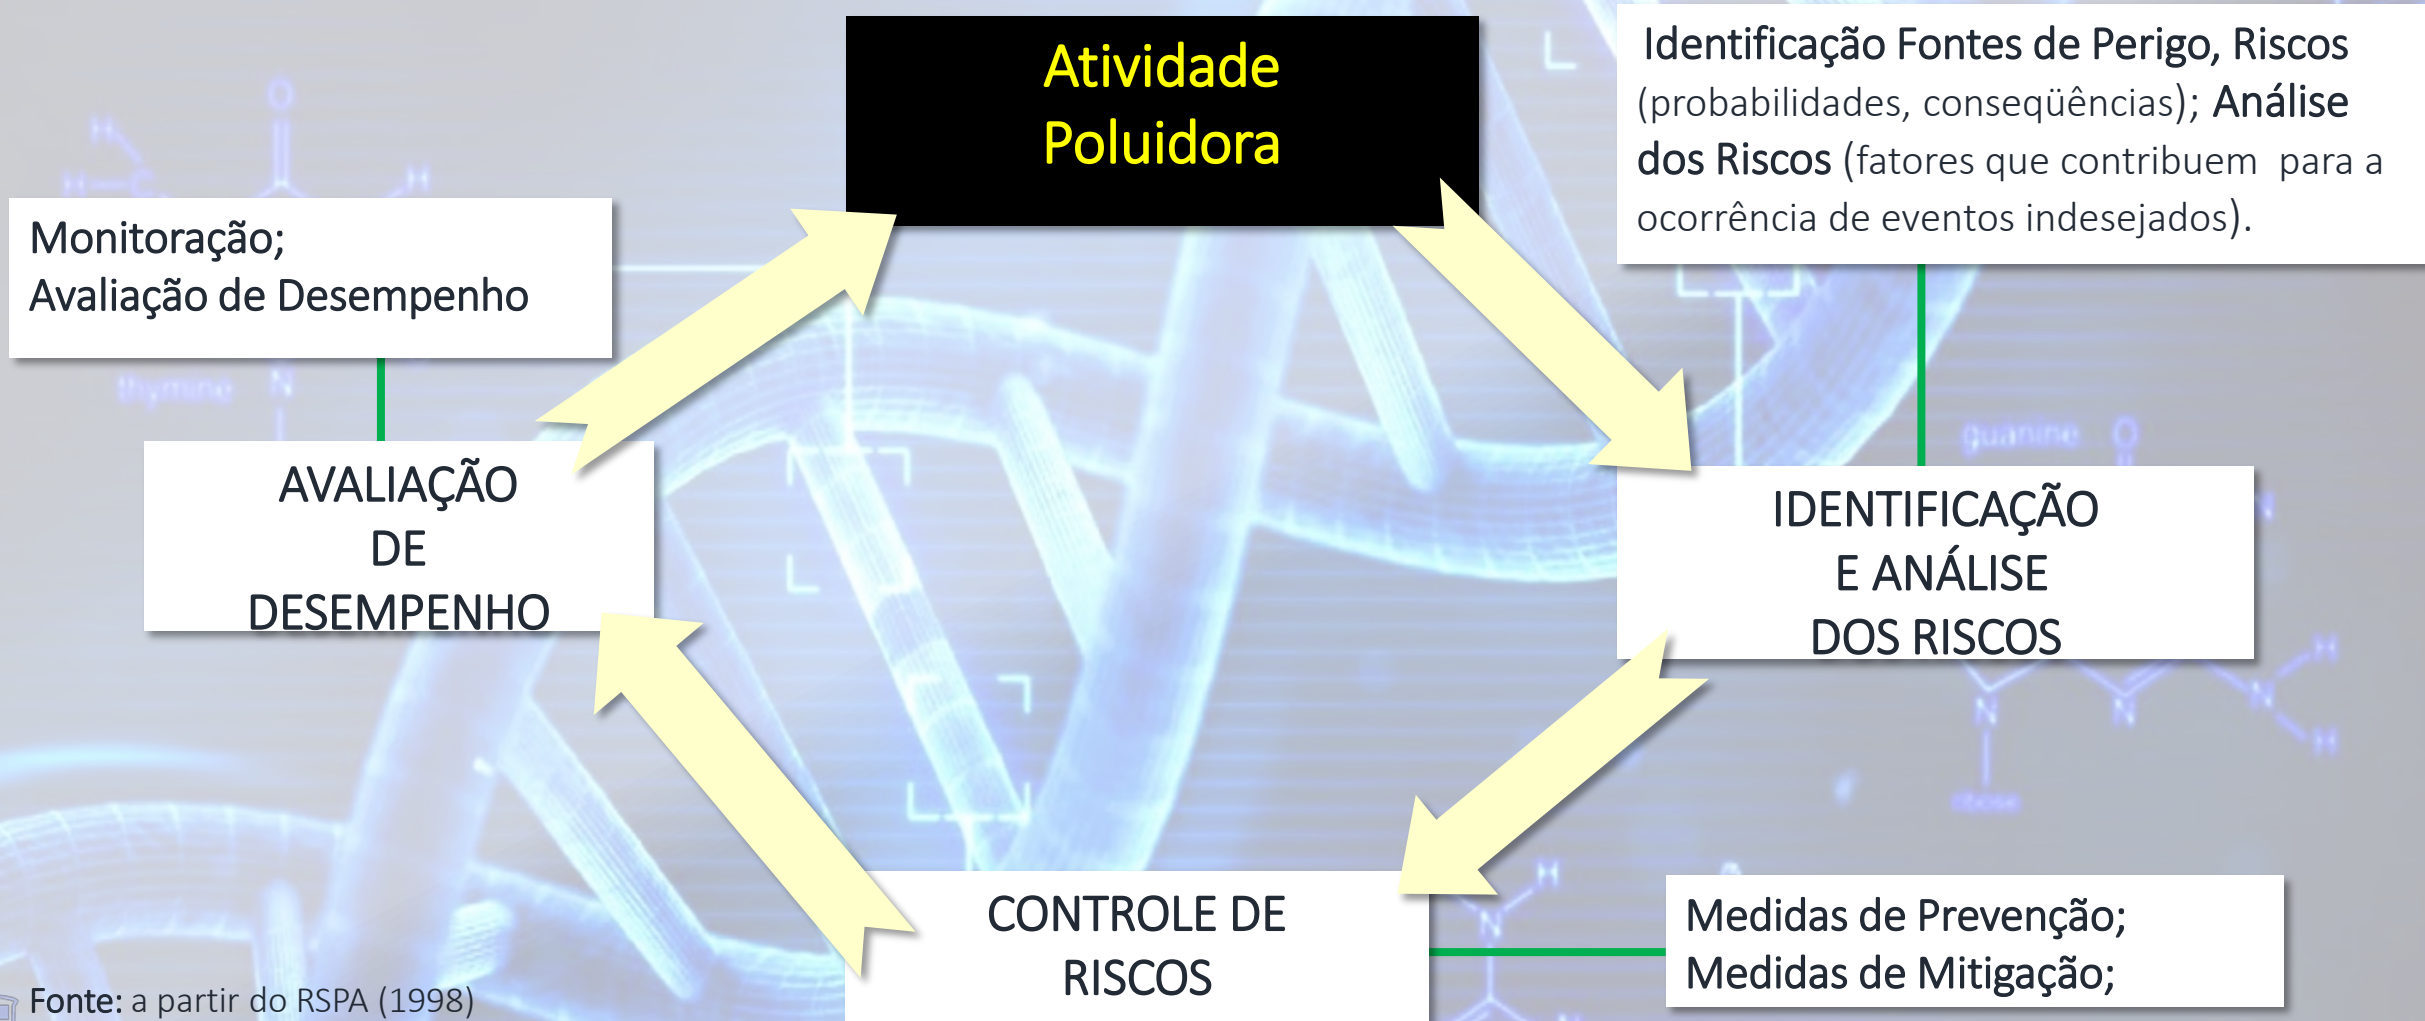 Atividade
Poluidora
Identificação Fontes de Perigo, Riscos
(probabilidades, conseqüências); Análise
dos Riscos (fatores que contribuem para a
ocorrência de eventos indesejados).
Monitoração;
Avaliação de Desempenho
AVALIAÇÃO
DE
DESEMPENHO
IDENTIFICAÇÃO
E ANÁLISE
DOS RISCOS
CONTROLE DE
RISCOS
Medidas de Prevenção;
Medidas de Mitigação;
Fonte: a partir do RSPA (1998)
O
H
H
C
H
thymine
N
guanine
O
N
H
N
N
N
H
H
N